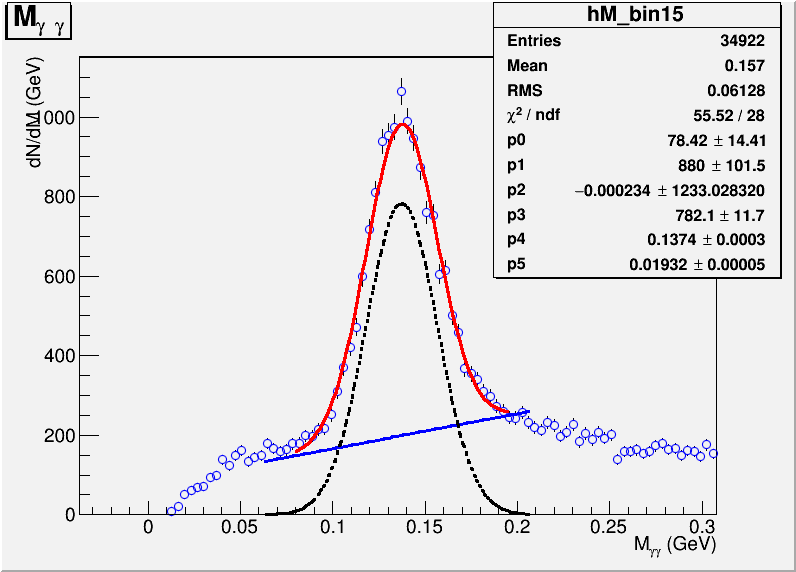 Mγ γ
hM_bin15
Entries 34922
Mean 0.157
RMS 0.06128
χ² / ndf 55.52 / 28
p0 78.42 ± 14.41
p1 880 ± 101.5
p2 −0.000234 ± 1233.028320
p3 782.1 ± 11.7
p4 0.1374 ± 0.0003
p5 0.01932 ± 0.00005
dN/dM (GeV)
1000
800
600
400
200
0
0 0.05 0.1 0.15 0.2 0.25 0.3
Mγγ (GeV)